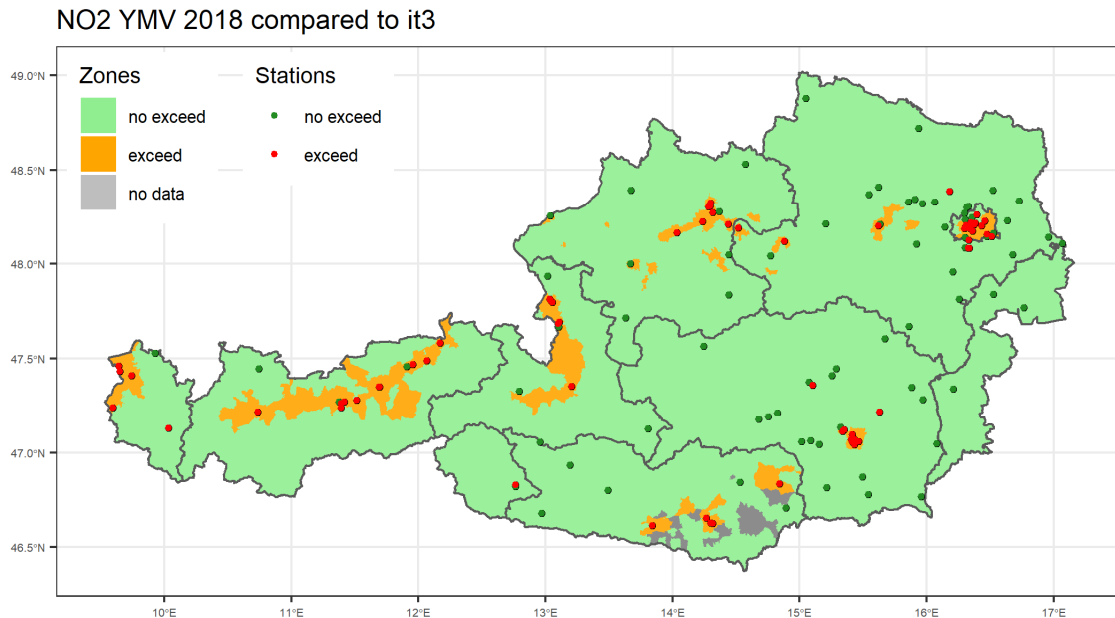 NO2 YMV 2018 compared to it3
Zones
no exceed
exceed
no data
Stations
no exceed
exceed
49.0°N
48.5°N
48.0°N
47.5°N
47.0°N
46.5°N
10°E 11°E 12°E 13°E 14°E 15°E 16°E 17°E